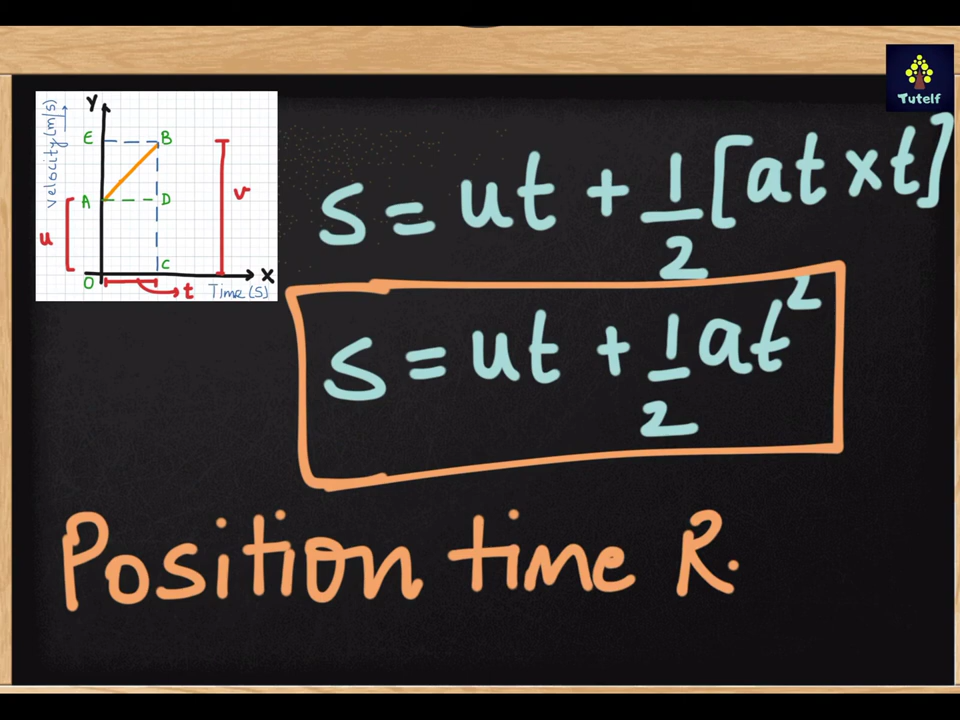 Tutelf
Y
Velocity (m/s)
E B
A D
u
v
C
O
X
t
Time (s)
s = ut + 1/2 [at x t]
s = ut + 1/2 at²
Position time R.